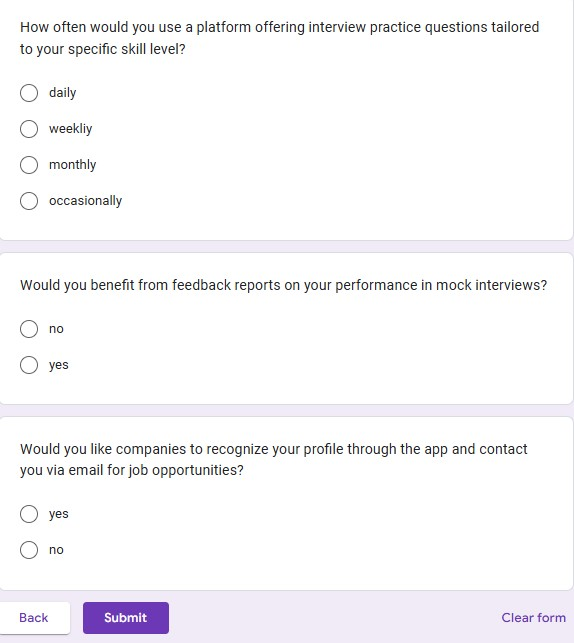 How often would you use a platform offering interview practice questions tailored
to your specific skill level?
daily
weekliy
monthly
occasionally
Would you benefit from feedback reports on your performance in mock interviews?
no
yes
Would you like companies to recognize your profile through the app and contact
you via email for job opportunities?
yes
no
Back
Submit
Clear form